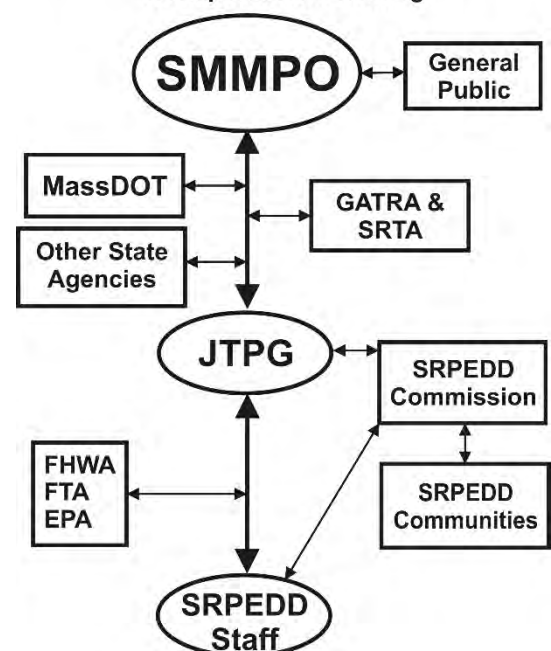 SMMPO
General
Public
MassDOT
GATRA &
SRTA
Other State
Agencies
JTPG
SRPEDD
Commission
FHWA
FTA
EPA
SRPEDD
Communities
SRPEDD
Staff